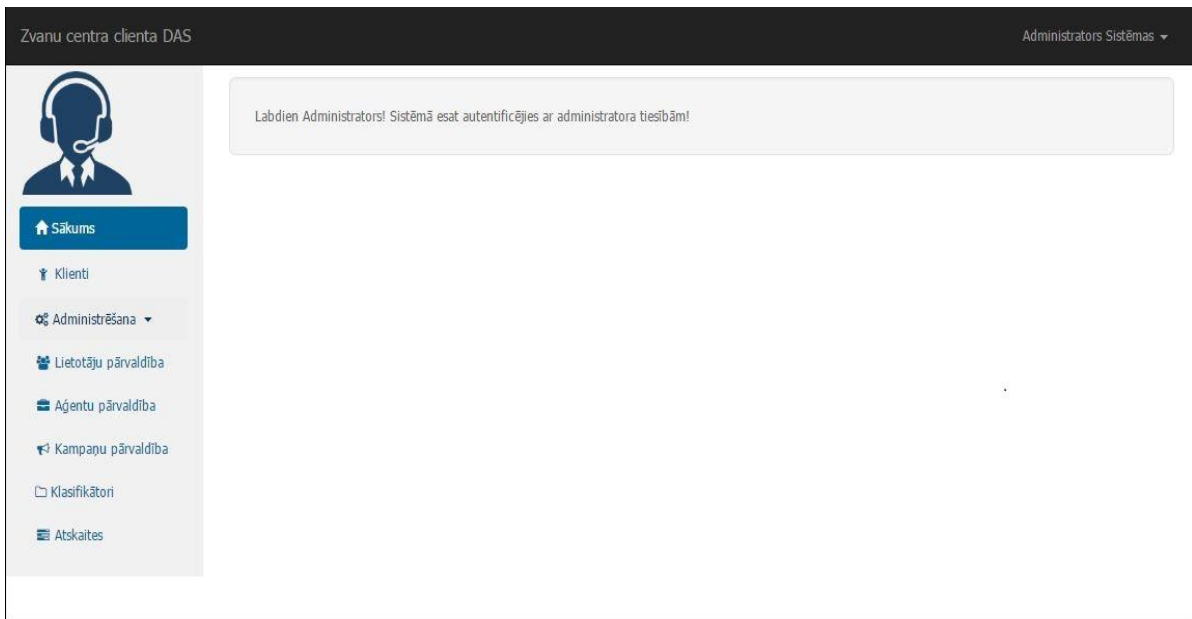 Zvanu centra clienta DAS
Administrators Sistēmas
Labdien Administrators! Sistēmā esat autentificējies ar administratora tiesībām!
Sākums
Klienti
Administrēšana
Lietotāju pārvaldība
Aģentu pārvaldība
Kampaņu pārvaldība
Klasifikātori
Atskaites